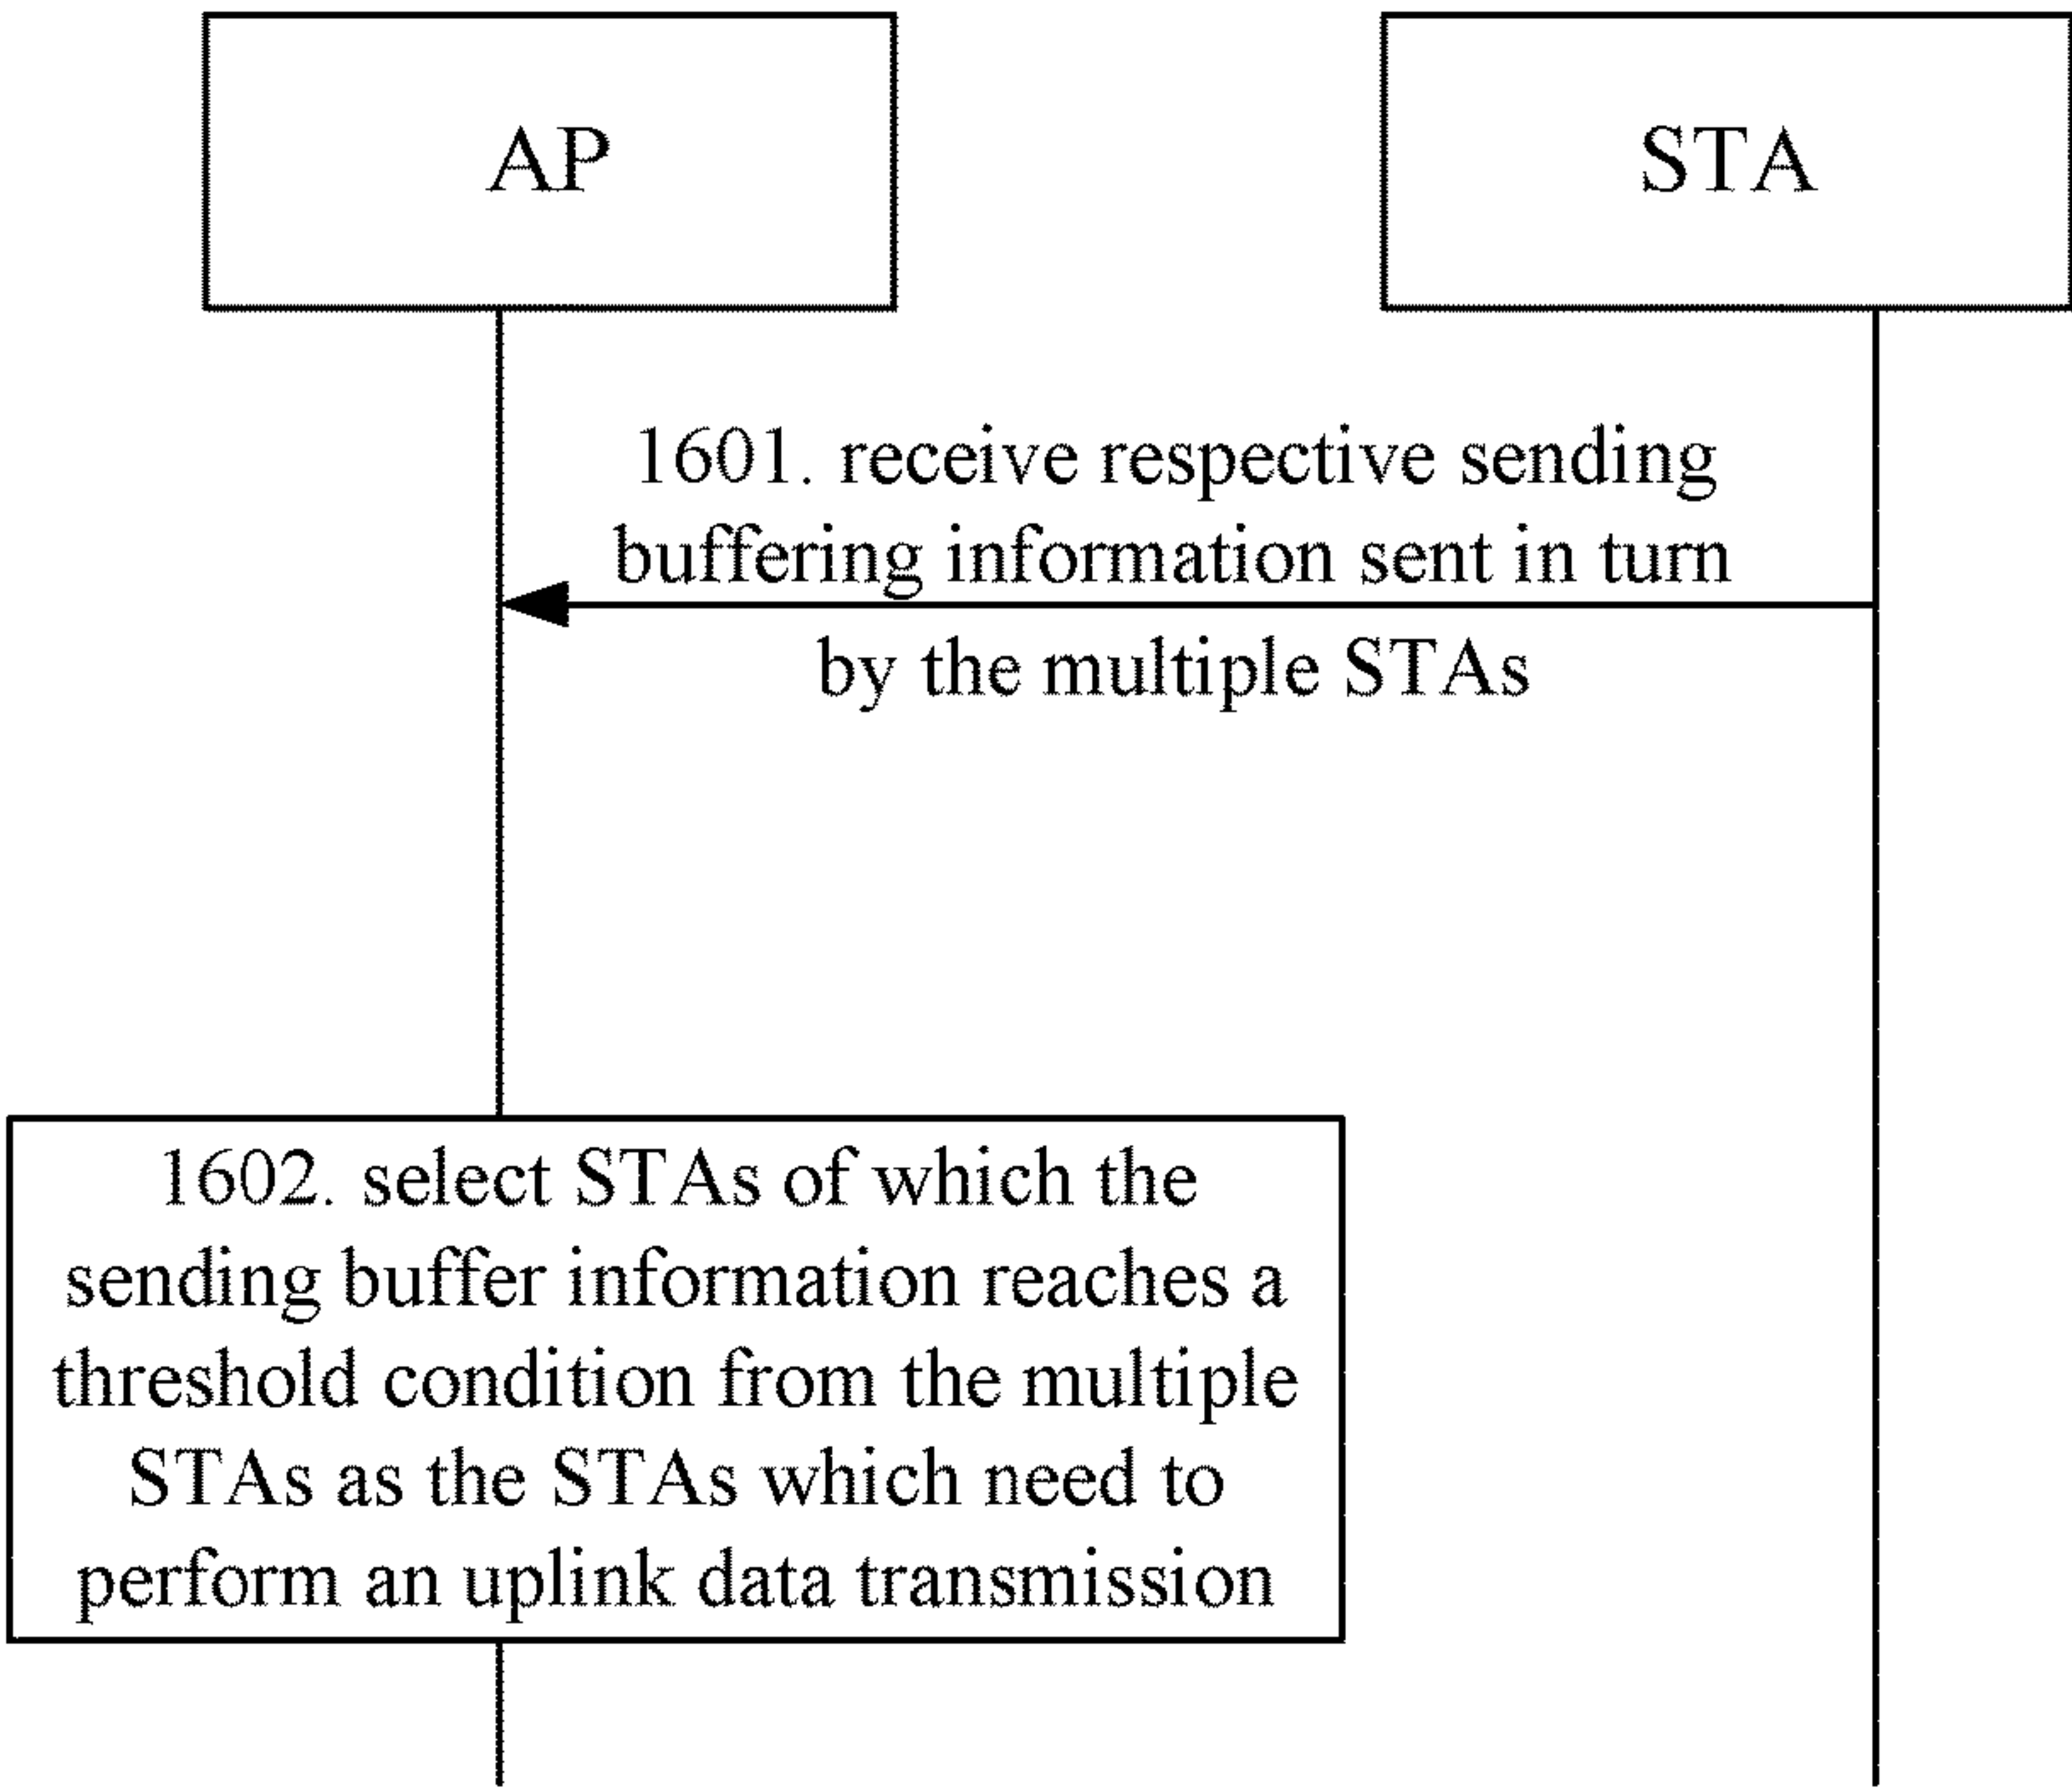 AP
STA
1601. receive respective sending
buffering information sent in turn
by the multiple STAs
1602. select STAs of which the
sending buffer information reaches a
threshold condition from the multiple
STAs as the STAs which need to
perform an uplink data transmission